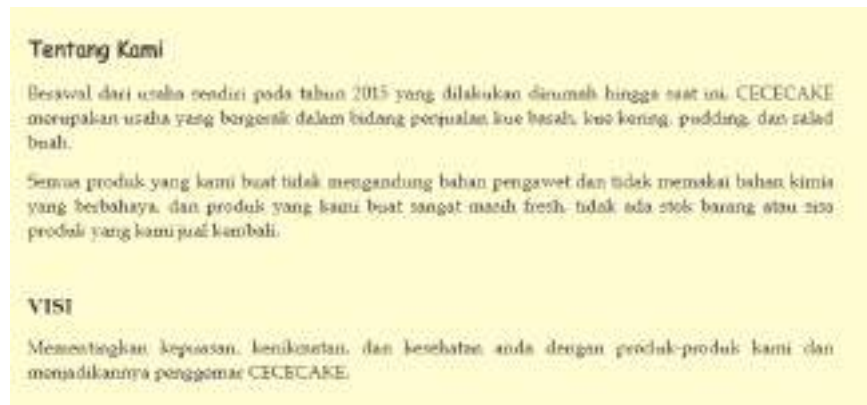 Tentang Kami
Berawal dari usaha sendiri pada tahun 2015 yang dilakukan dirumah hingga saat ini, CECECAKE
merupakan usaha yang bergerak dalam bidang penjualan kue basah, kue kering, pudding, dan salad
buah.
Semua produk yang kami buat tidak mengandung bahan pengawet dan tidak memakai bahan kimia
yang berbahaya, dan produk yang kami buat sangat masih fresh, tidak ada stok barang atau sisa
produk yang kami jual kembali.
VISI
Mementingkan kepuasan, kenikmatan, dan kesehatan anda dengan produk-produk kami dan
menjadikannya penggemar CECECAKE.